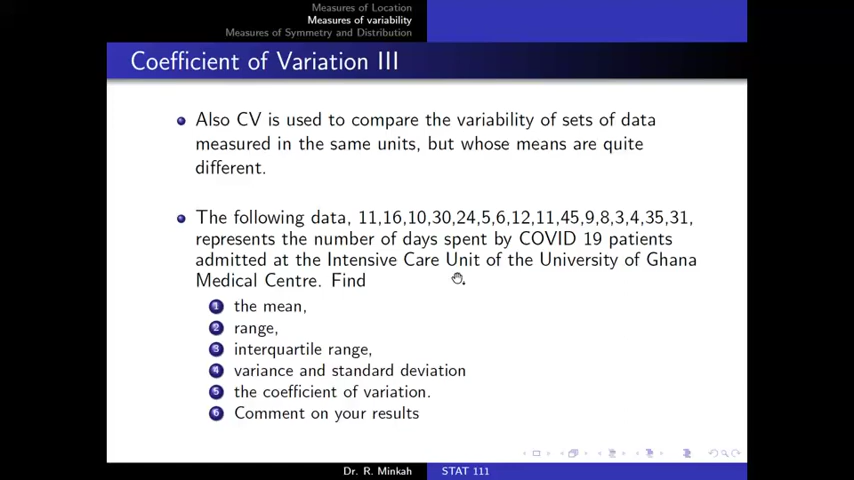 Measures of Location
Measures of variability
Measures of Symmetry and Distribution
Coefficient of Variation III
Also CV is used to compare the variability of sets of data
measured in the same units, but whose means are quite
different.
The following data, 11,16,10,30,24,5,6,12,11,45,9,8,3,4,35,31,
represents the number of days spent by COVID 19 patients
admitted at the Intensive Care Unit of the University of Ghana
Medical Centre. Find
1 the mean,
2 range,
3 interquartile range,
4 variance and standard deviation
5 the coefficient of variation.
6 Comment on your results
Dr. R. Minkah STAT 111